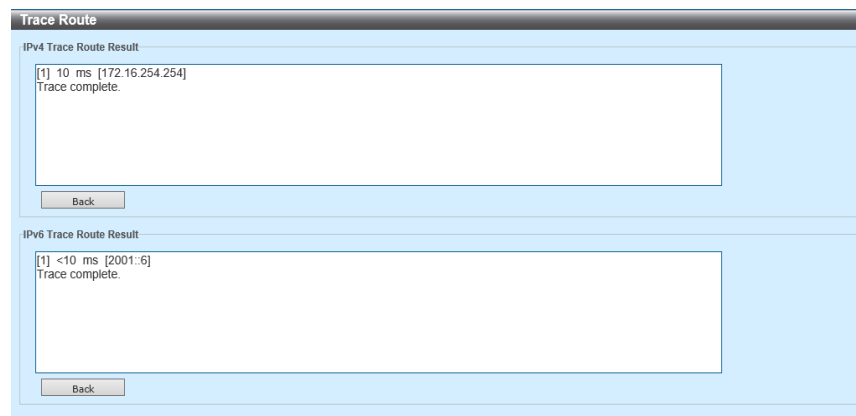 Trace Route
IPv4 Trace Route Result
[1] 10 ms [172.16.254.254]
Trace complete.
Back
IPv6 Trace Route Result
[1] <10 ms [2001::6]
Trace complete.
Back